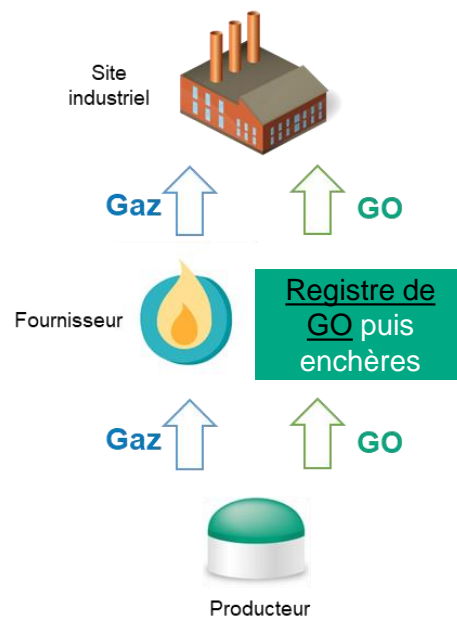 Site
industriel
Gaz
GO
Fournisseur
Registre de
GO puis
enchères
Gaz
GO
Producteur